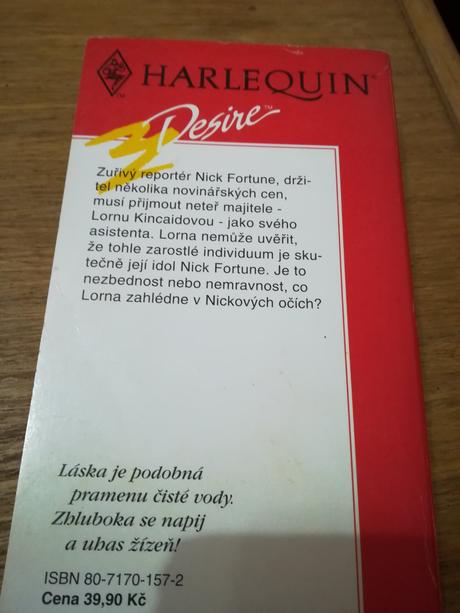 HARLEQUIN®
™
Desire™
Zuřivý reportér Nick Fortune, drži-
tel několika novinářských cen,
musí přijmout neteř majitele -
Lornu Kincaidovou - jako svého
asistenta. Lorna nemůže uvěřit,
že tohle zarostlé individuum je sku-
tečně její idol Nick Fortune. Je to
nezbednost nebo nemravnost, co
Lorna zahlédne v Nickových očích?
Láska je podobná
pramenu čisté vody.
Zhluboka se napij
a uhas žízeň!
ISBN 80-7170-157-2
Cena 39,90 Kč